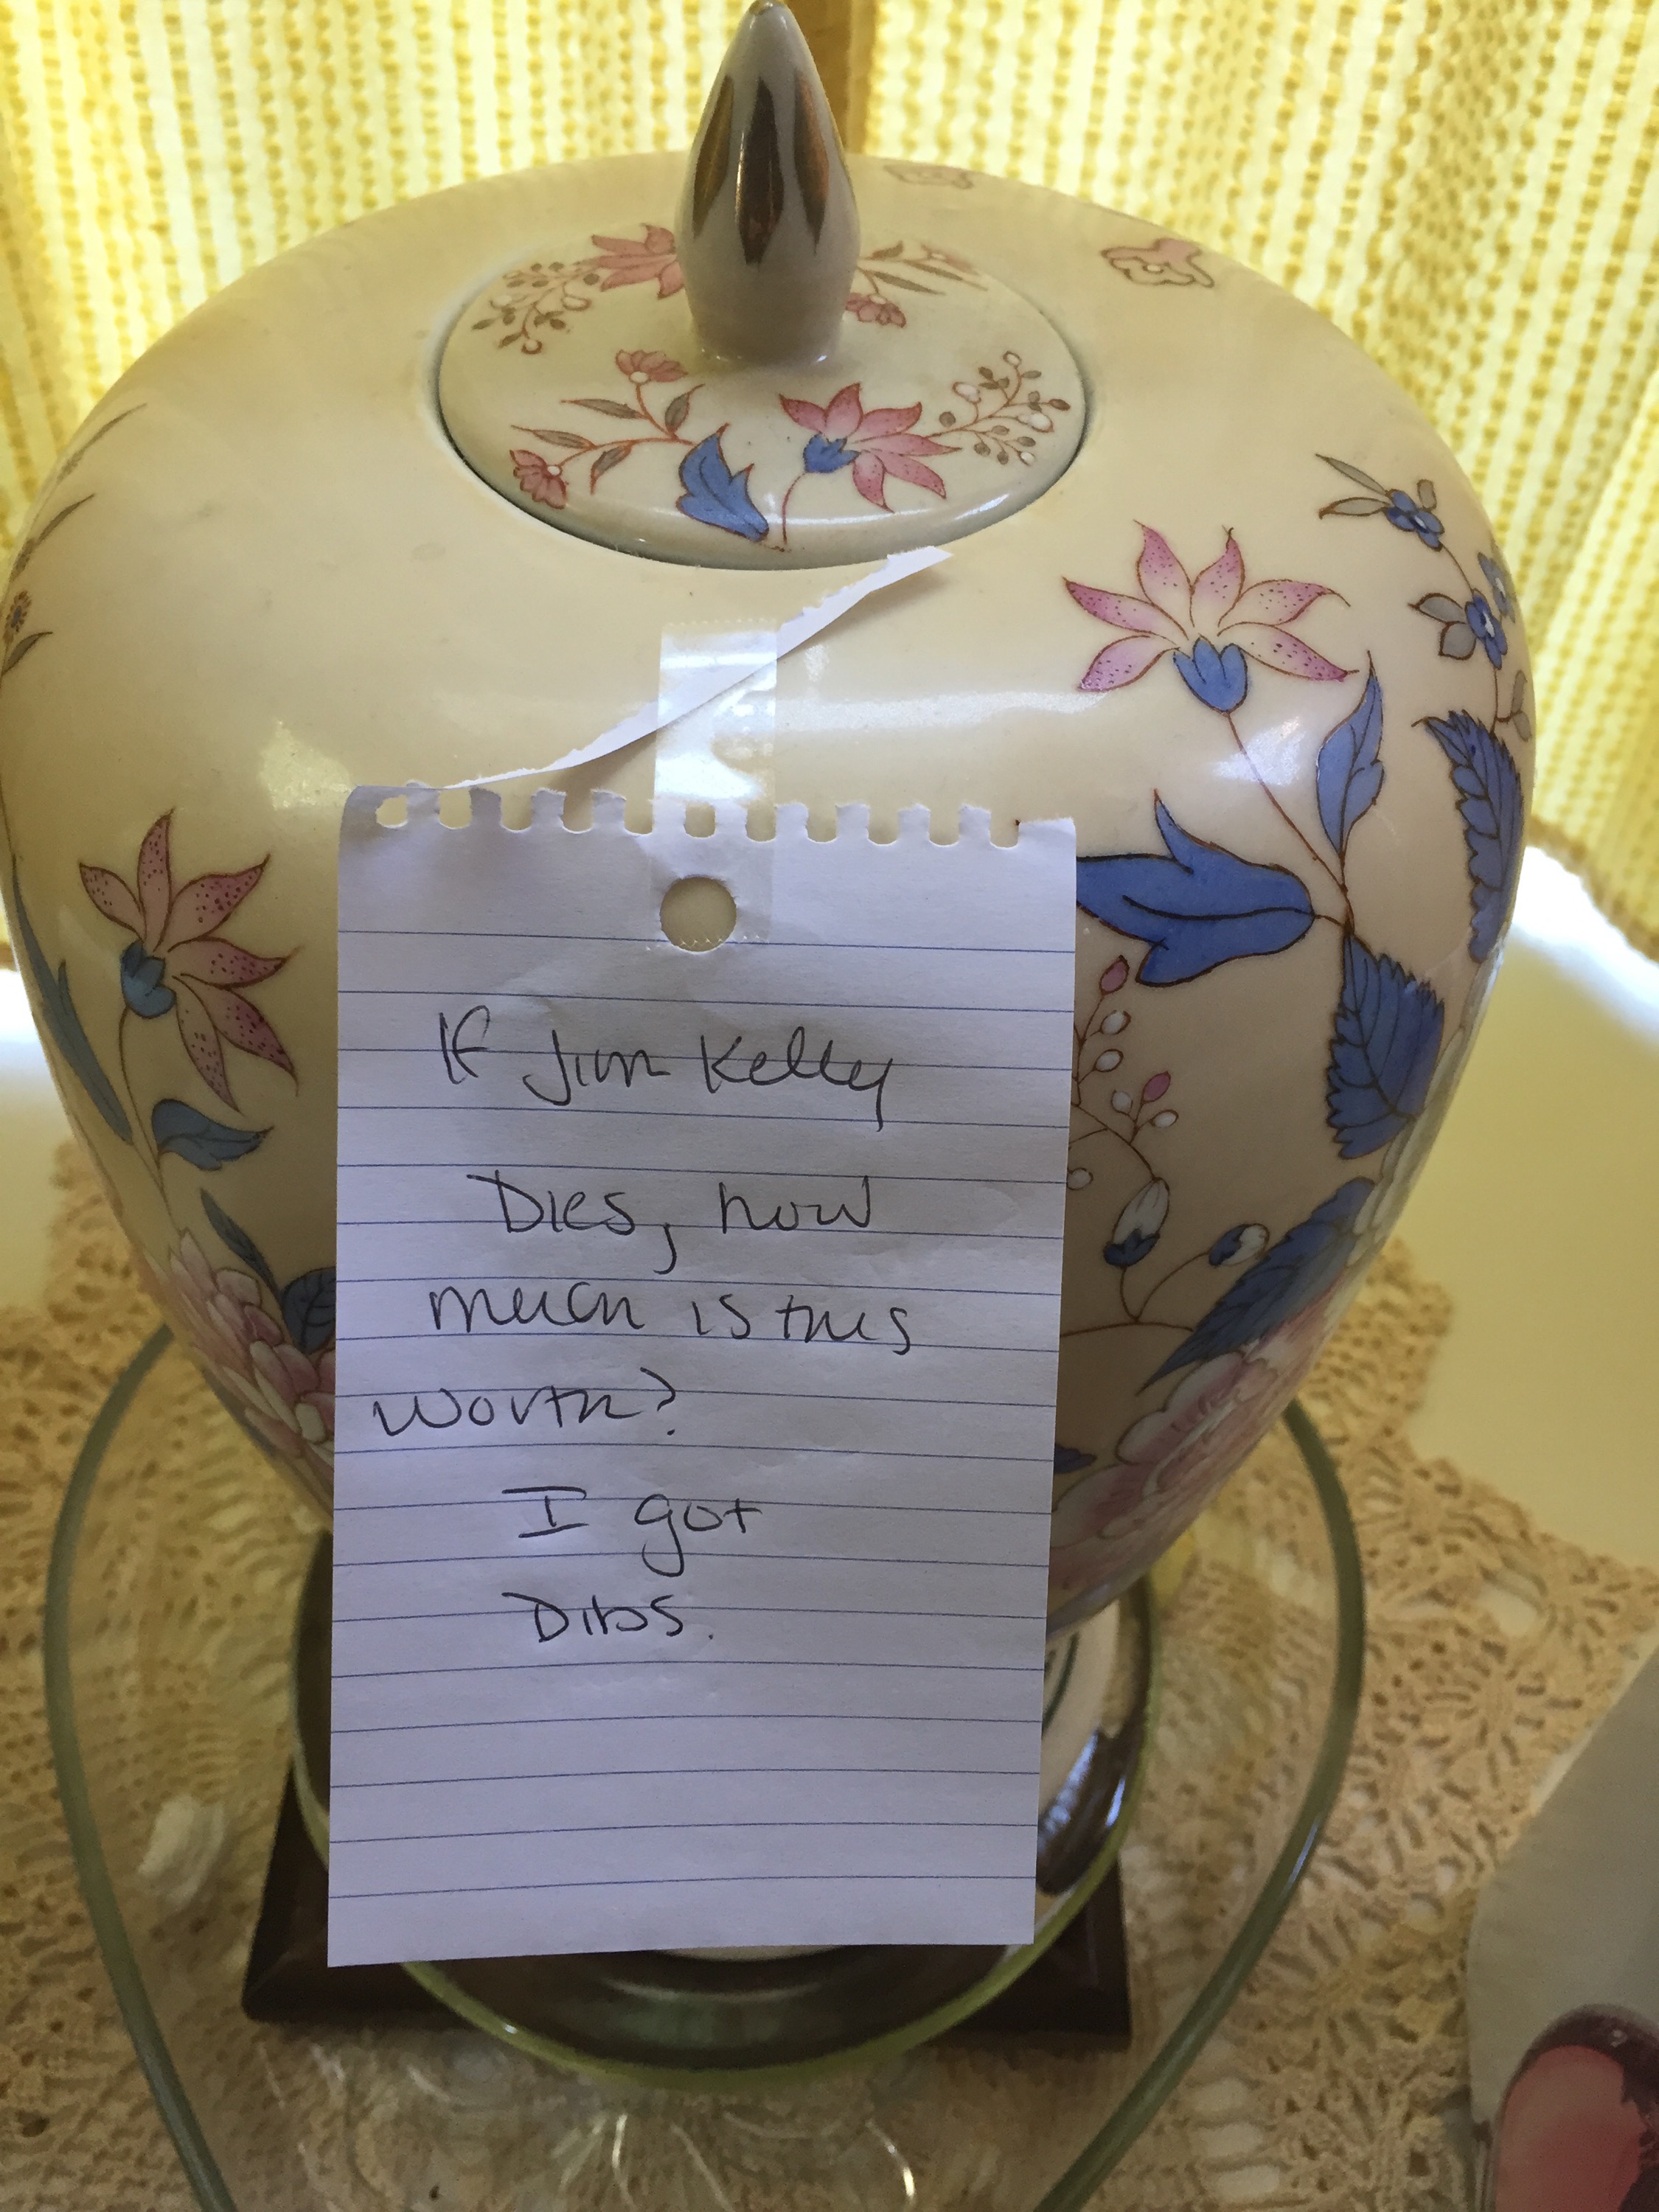 If Jim Kelly
Dies, how
much is this
worth?
I got
Dibs.